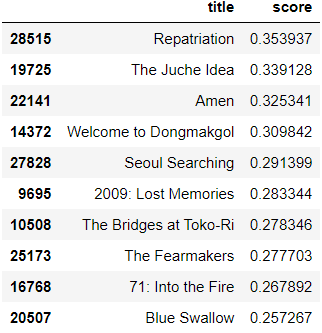 title score
28515 Repatriation 0.353937
19725 The Juche Idea 0.339128
22141 Amen 0.325341
14372 Welcome to Dongmakgol 0.309842
27828 Seoul Searching 0.291399
9695 2009: Lost Memories 0.283344
10508 The Bridges at Toko-Ri 0.278346
25173 The Fearmakers 0.277703
16768 71: Into the Fire 0.267892
20507 Blue Swallow 0.257267